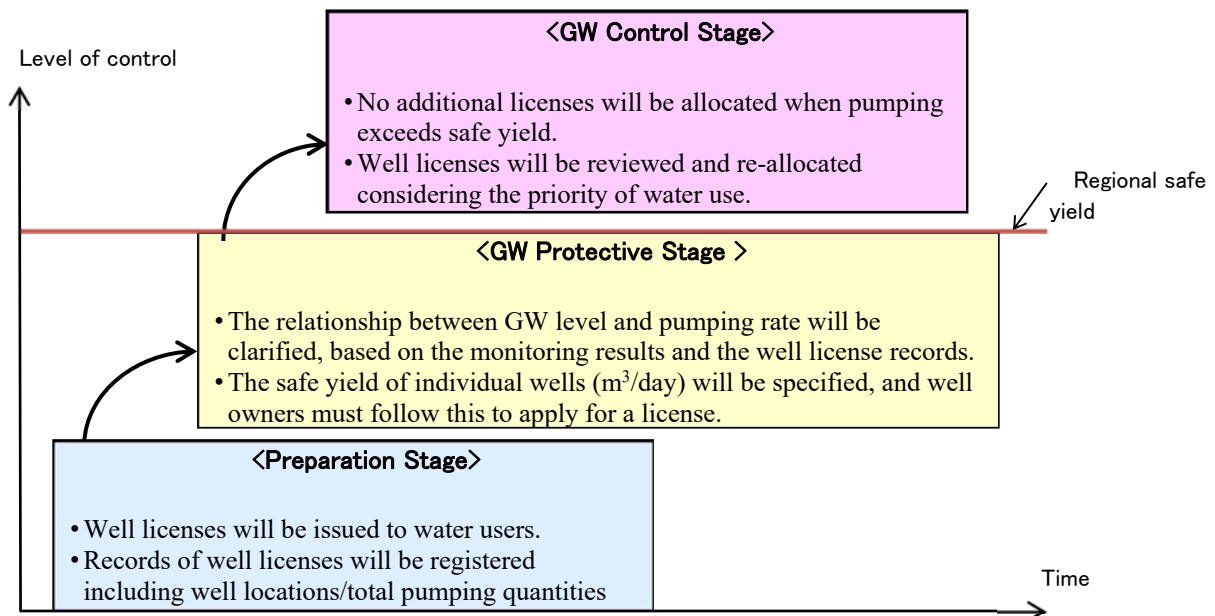 <GW Control Stage>
Level of control
• No additional licenses will be allocated when pumping
exceeds safe yield.
• Well licenses will be reviewed and re-allocated
considering the priority of water use.
Regional safe
yield
<GW Protective Stage >
• The relationship between GW level and pumping rate will be
clarified, based on the monitoring results and the well license records.
• The safe yield of individual wells (m³/day) will be specified, and well
owners must follow this to apply for a license.
<Preparation Stage>
• Well licenses will be issued to water users.
• Records of well licenses will be registered
including well locations/total pumping quantities
Time